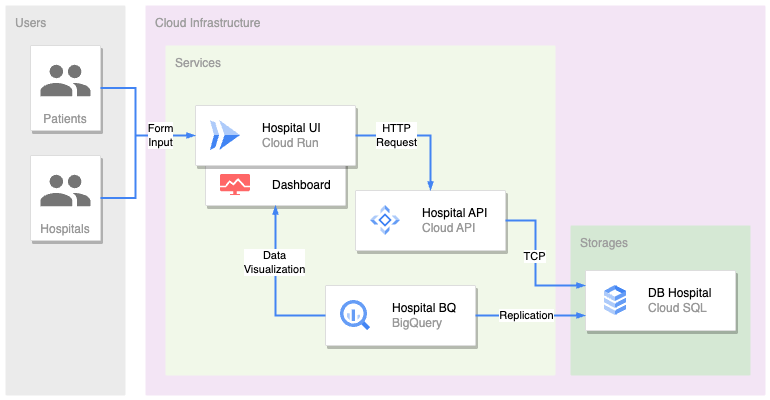 Users
Cloud Infrastructure
Services
Patients
Hospitals
Form
Input
Hospital UI
Cloud Run
HTTP
Request
Dashboard
Hospital API
Cloud API
Data
Visualization
TCP
Storages
Hospital BQ
BigQuery
Replication
DB Hospital
Cloud SQL